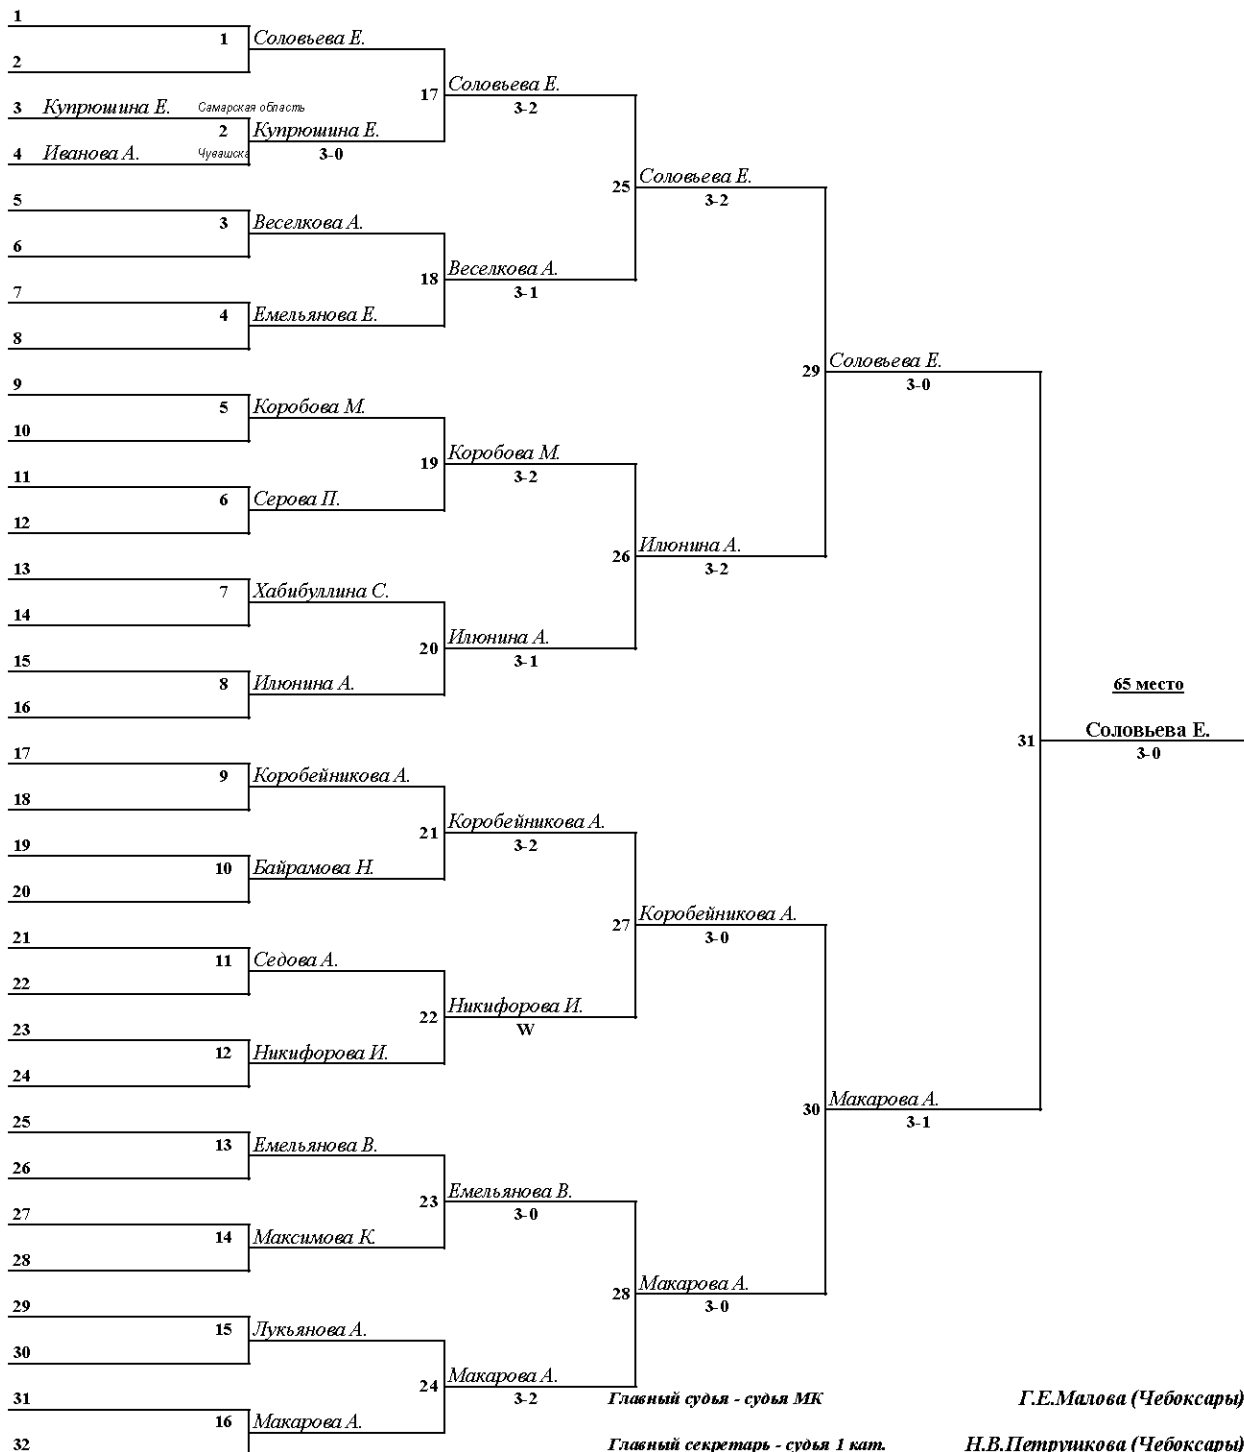 1
1 Соловьева Е.
2
17 Соловьева Е.
3-2
3 Купрюшина Е. Самарская область
2 Купрюшина Е.
3-0
4 Иванова А. Чувашска
25 Соловьева Е.
3-2
5
3 Веселкова А.
6
18 Веселкова А.
3-1
7
4 Емельянова Е.
8
29 Соловьева Е.
3-0
9
5 Коробова М.
10
19 Коробова М.
3-2
11
6 Серова П.
12
26 Илюнина А.
3-2
13
7 Хабибуллина С.
14
20 Илюнина А.
3-1
15
8 Илюнина А.
16
65 место
31 Соловьева Е.
3-0
17
9 Коробейникова А.
18
21 Коробейникова А.
3-2
19
10 Байрамова Н.
20
27 Коробейникова А.
3-0
21
11 Седова А.
22
22 Никифорова И.
W
23
12 Никифорова И.
24
30 Макарова А.
3-1
25
13 Емельянова В.
26
23 Емельянова В.
3-0
27
14 Максимова К.
28
28 Макарова А.
3-0
29
15 Лукьянова А.
30
24 Макарова А.
3-2
31
16 Макарова А.
32
Главный судья - судья МК Г.Е.Малова (Чебоксары)
Главный секретарь - судья 1 кат. Н.В.Петрушкова (Чебоксары)